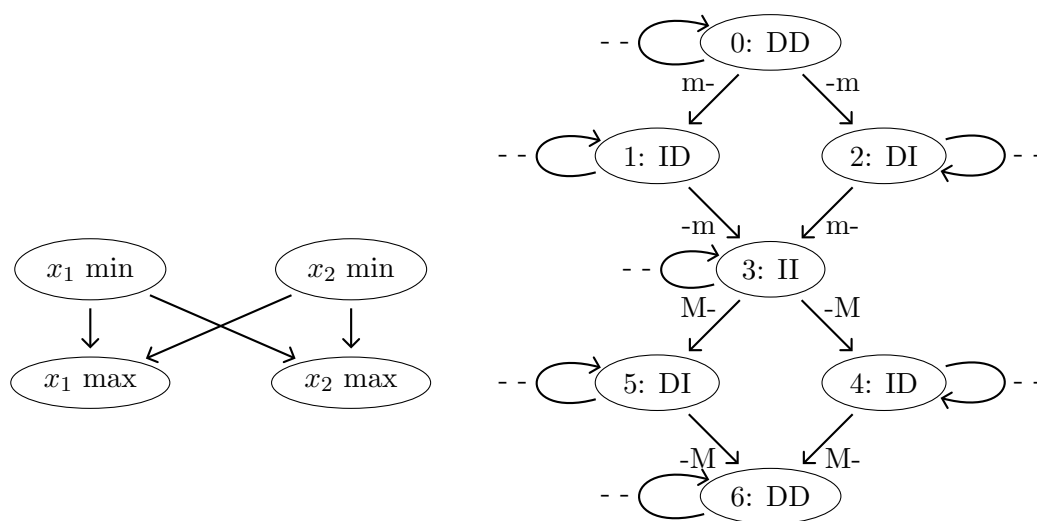 - -
0: DD
m-
-m
- -
1: ID
2: DI
- -
-m
m-
x₁ min
x₂ min
- -
3: II
M-
-M
x₁ max
x₂ max
- -
5: DI
4: ID
- -
-M
M-
- -
6: DD